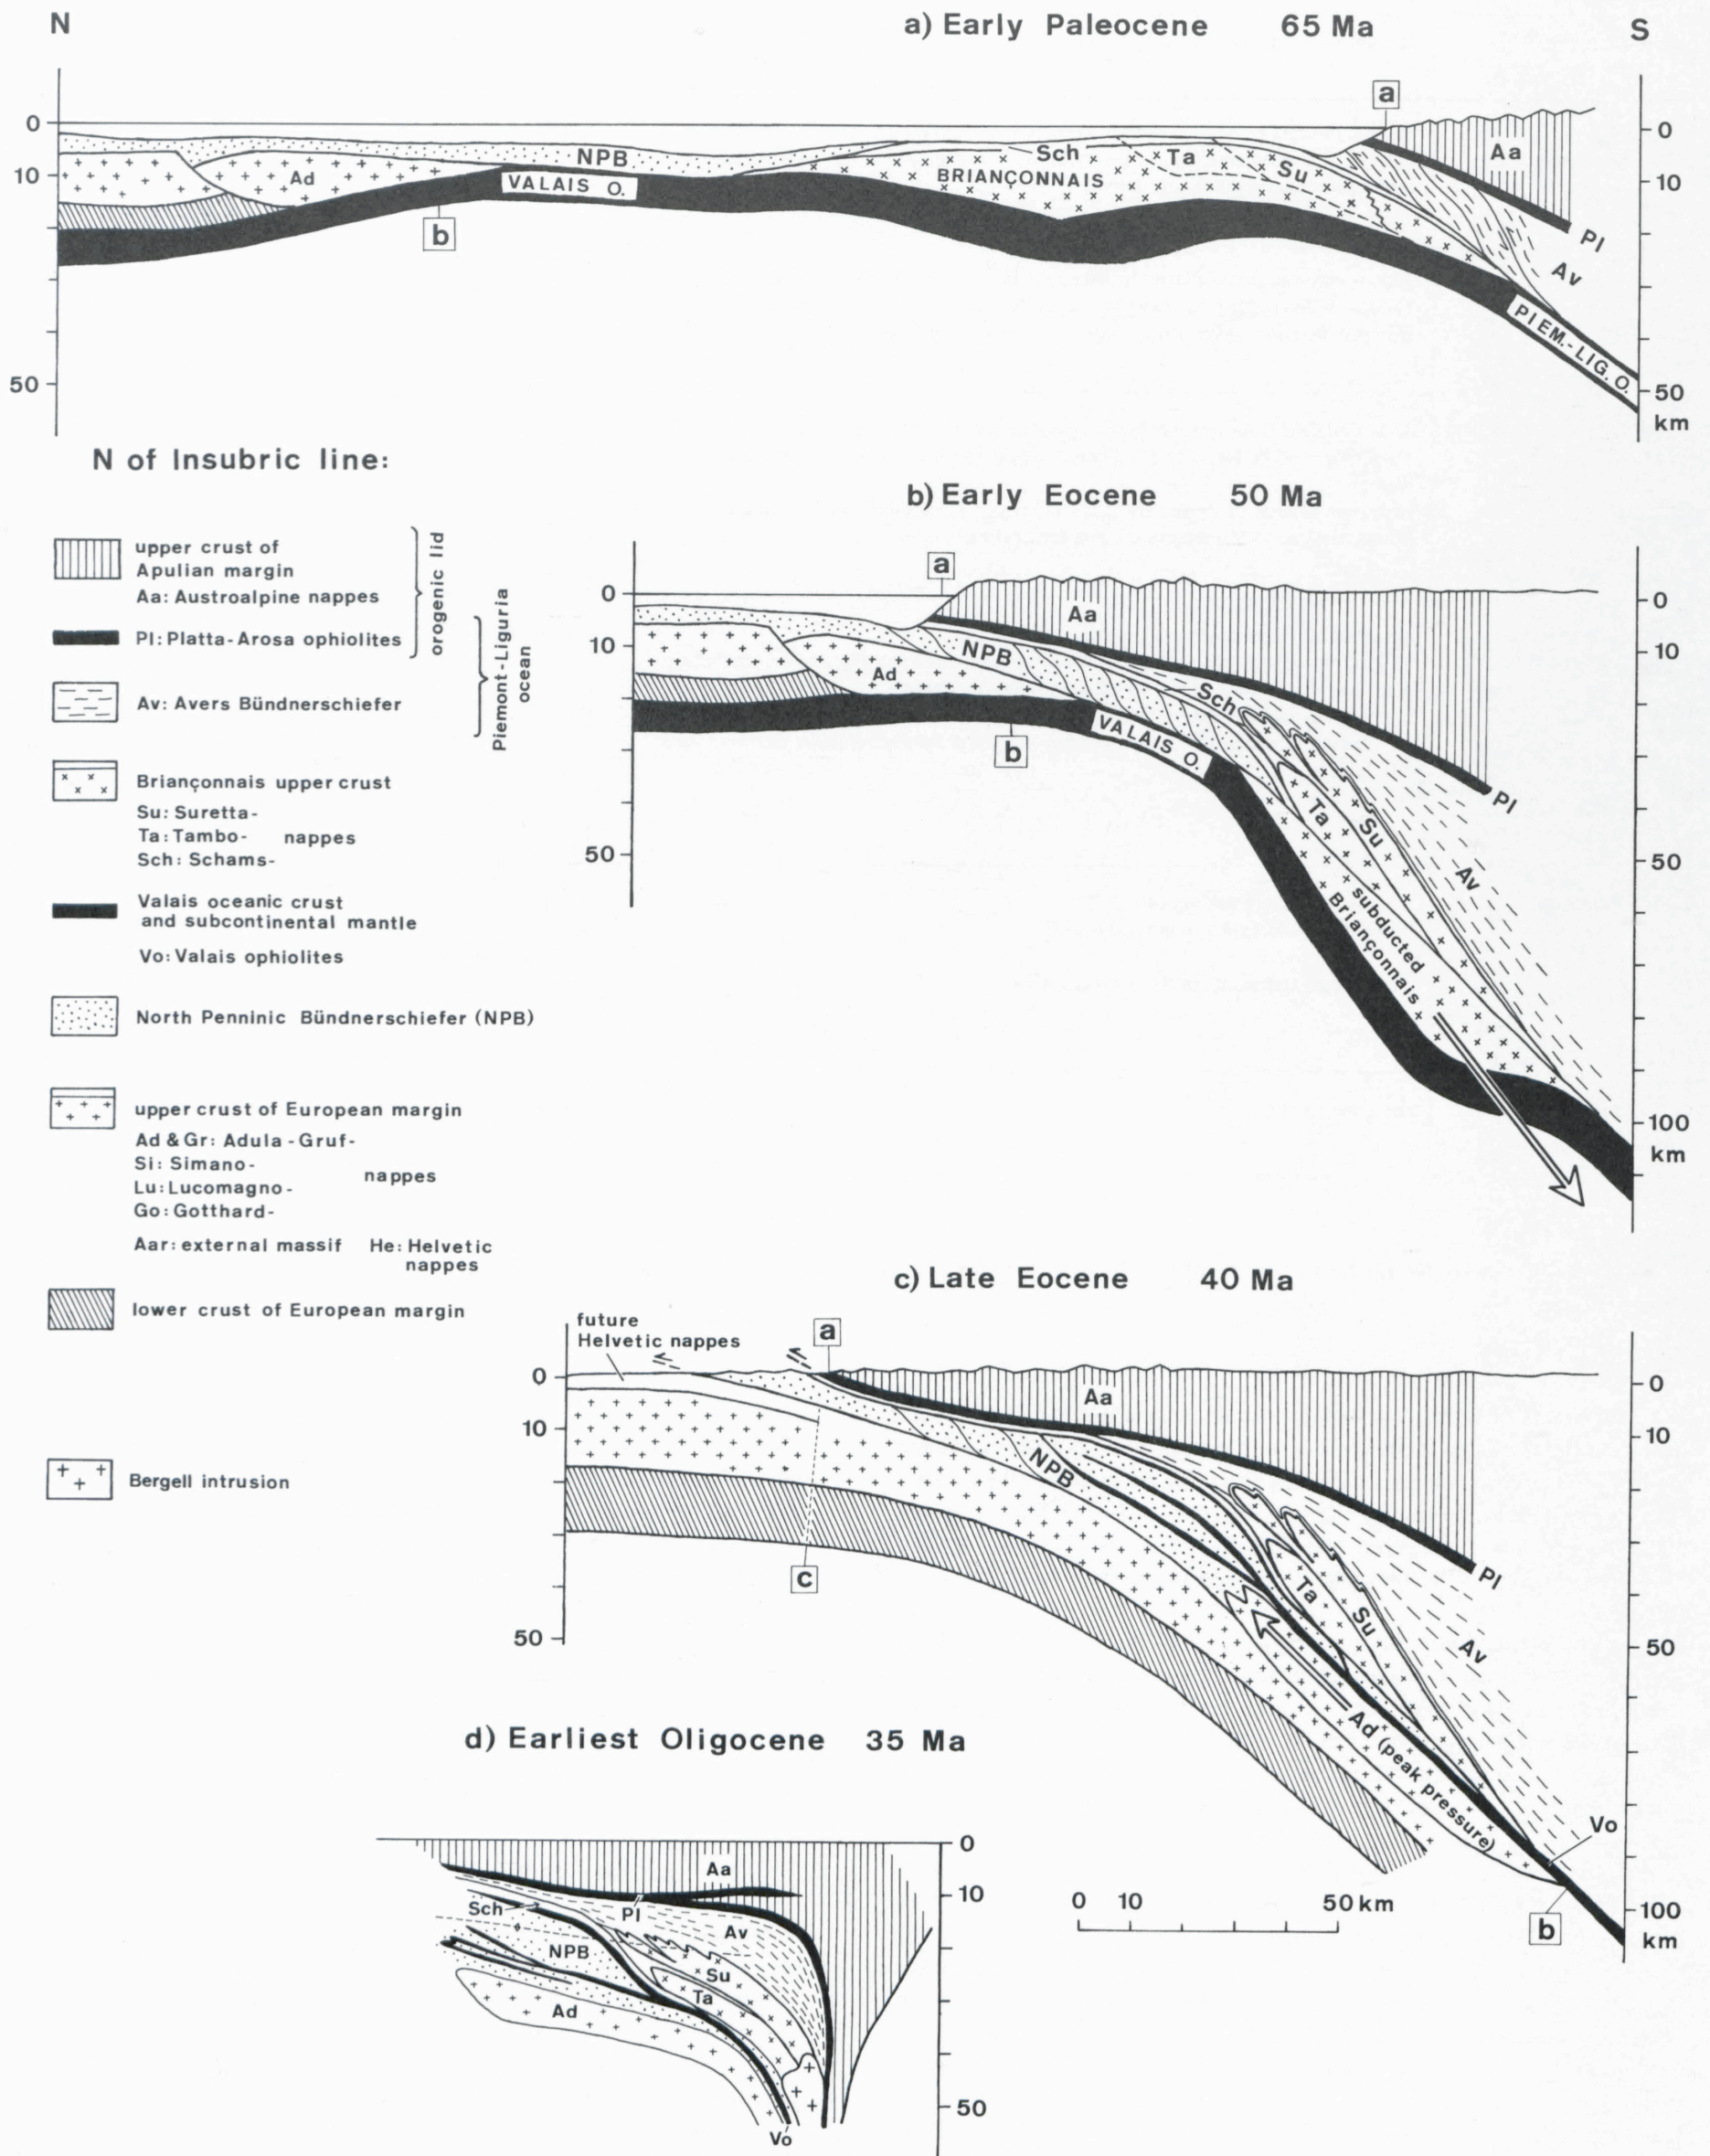 N
a) Early Paleocene 65 Ma
S
a
0
0
NPB
Sch
Ta
Su
Aa
Ad
10
VALAIS O.
BRIANÇONNAIS
10
b
Pl
Av
PIEM.-LIG. O.
50
50
km
N of Insubric line:
upper crust of
Apulian margin
Aa: Austroalpine nappes
Pl: Platta-Arosa ophiolites
orogenic lid
Av: Avers Bündnerschiefer
Piemont-Liguria
ocean
Briançonnais upper crust
Su: Suretta-
Ta: Tambo- nappes
Sch: Schams-
Valais oceanic crust
and subcontinental mantle
Vo: Valais ophiolites
North Penninic Bündnerschiefer (NPB)
upper crust of European margin
Ad & Gr: Adula-Gruf-
Si: Simano-
nappes
Lu: Lucomagno-
Go: Gotthard-
Aar: external massif He: Helvetic
nappes
lower crust of European margin
Bergell intrusion
b) Early Eocene 50 Ma
a
0
0
Aa
10
10
NPB
Ad
Sch
VALAIS O.
b
Pl
Ta
Su
50
50
Av
subducted
Briançonnais
100
km
c) Late Eocene 40 Ma
future
Helvetic nappes
a
0
0
Aa
10
10
NPB
c
Pl
Ta
Su
50
50
Av
Ad (peak pressure)
Vo
b
100
km
0 10 50 km
d) Earliest Oligocene 35 Ma
0
Aa
10
Sch
Pl
Av
NPB
Su
Ta
Ad
50
Vo